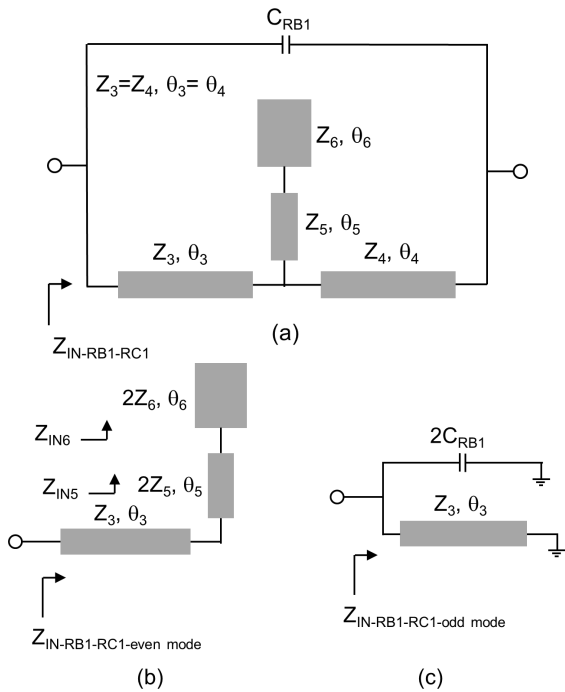 C_RB1
Z_3=Z_4, θ_3= θ_4
Z_6, θ_6
Z_5, θ_5
Z_3, θ_3
Z_4, θ_4
Z_IN-RB1-RC1
(a)
2Z_6, θ_6
Z_IN6
Z_IN5
2Z_5, θ_5
Z_3, θ_3
Z_IN-RB1-RC1-even mode
(b)
2C_RB1
Z_3, θ_3
Z_IN-RB1-RC1-odd mode
(c)